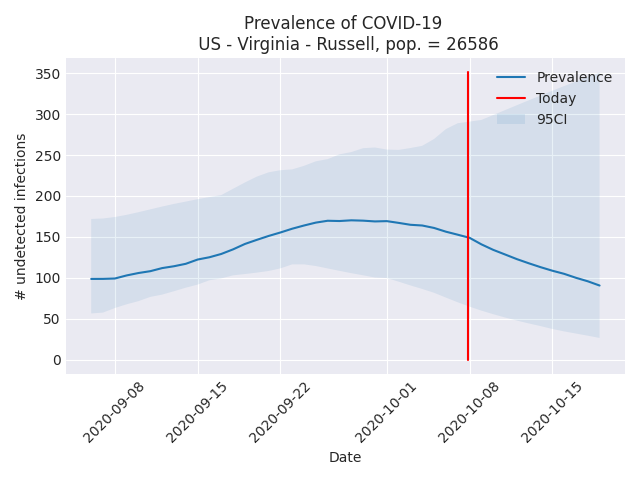 Prevalence of COVID-19
US - Virginia - Russell, pop. = 26586
350
300
250
200
150
100
50
0
# undetected infections
Prevalence
Today
95CI
2020-09-08
2020-09-15
2020-09-22
2020-10-01
2020-10-08
2020-10-15
Date